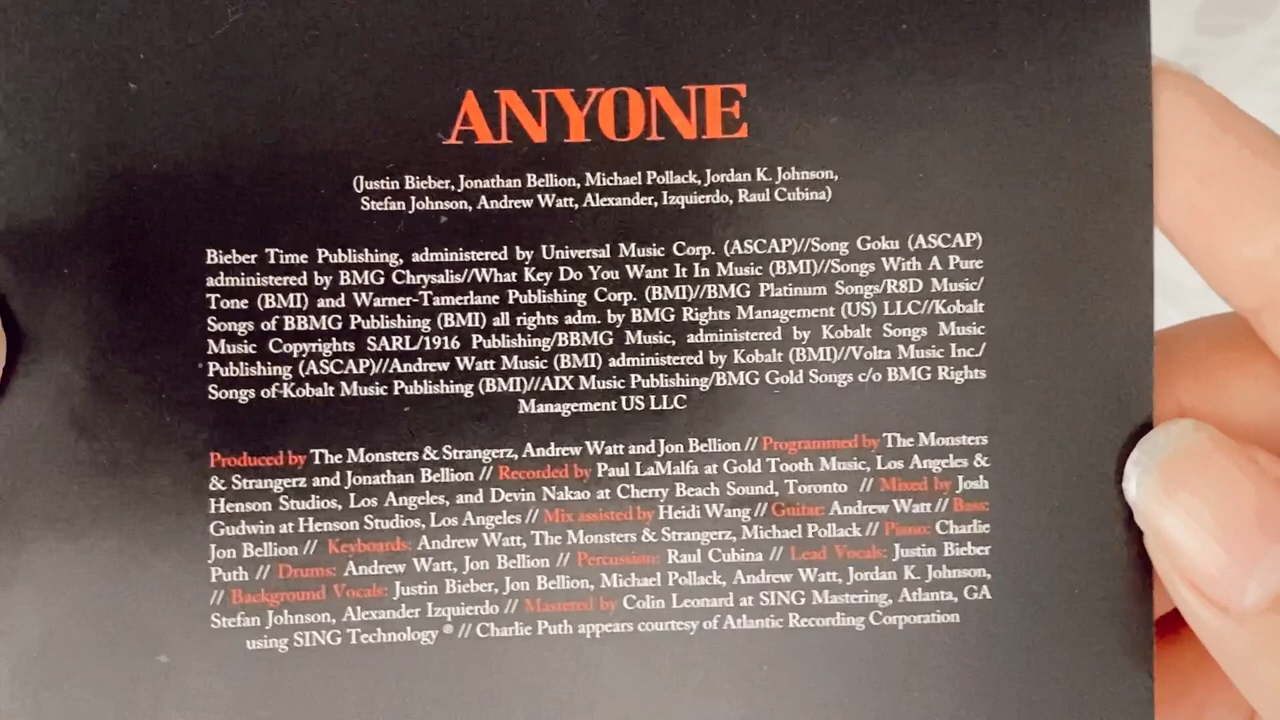 ANYONE
(Justin Bieber, Jonathan Bellion, Michael Pollack, Jordan K. Johnson,
Stefan Johnson, Andrew Watt, Alexander, Izquierdo, Raul Cubina)
Bieber Time Publishing, administered by Universal Music Corp. (ASCAP)//Song Goku (ASCAP)
administered by BMG Chrysalis//What Key Do You Want It In Music (BMI)//Songs With A Pure
Tone (BMI) and Warner-Tamerlane Publishing Corp. (BMI)//BMG Platinum Songs/R8D Music/
Songs of BBMG Publishing (BMI) all rights adm. by BMG Rights Management (US) LLC//Kobalt
Music Copyrights SARL/1916 Publishing/BBMG Music, administered by Kobalt Songs Music
Publishing (ASCAP)//Andrew Watt Music (BMI) administered by Kobalt (BMI)//Volta Music Inc./
Songs of Kobalt Music Publishing (BMI)//AIX Music Publishing/BMG Gold Songs c/o BMG Rights
Management US LLC
Produced by The Monsters & Strangerz, Andrew Watt and Jon Bellion // Programmed by The Monsters
& Strangerz and Jonathan Bellion // Recorded by Paul LaMalfa at Gold Tooth Music, Los Angeles &
Henson Studios, Los Angeles, and Devin Nakao at Cherry Beach Sound, Toronto // Mixed by Josh
Gudwin at Henson Studios, Los Angeles // Mix assisted by Heidi Wang // Guitar: Andrew Watt // Bass:
Jon Bellion // Keyboards: Andrew Watt, The Monsters & Strangerz, Michael Pollack // Piano: Charlie
Puth // Drums: Andrew Watt, Jon Bellion // Percussion: Raul Cubina // Lead Vocals: Justin Bieber
// Background Vocals: Justin Bieber, Jon Bellion, Michael Pollack, Andrew Watt, Jordan K. Johnson,
Stefan Johnson, Alexander Izquierdo // Mastered by Colin Leonard at SING Mastering, Atlanta, GA
using SING Technology ® // Charlie Puth appears courtesy of Atlantic Recording Corporation